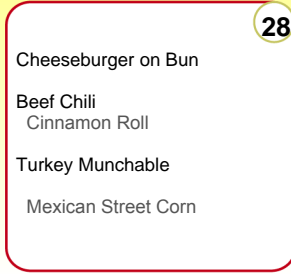 28
Cheeseburger on Bun
Beef Chili
Cinnamon Roll
Turkey Munchable
Mexican Street Corn